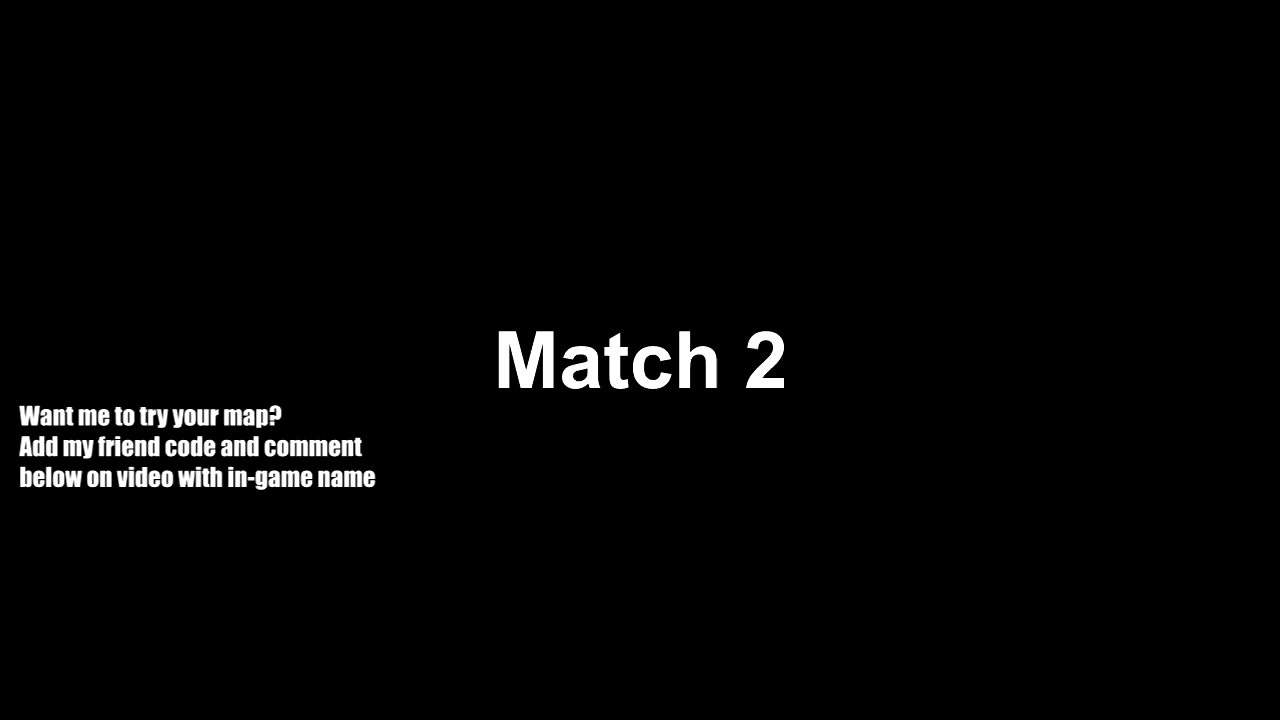 Match 2
Want me to try your map?
Add my friend code and comment
below on video with in-game name